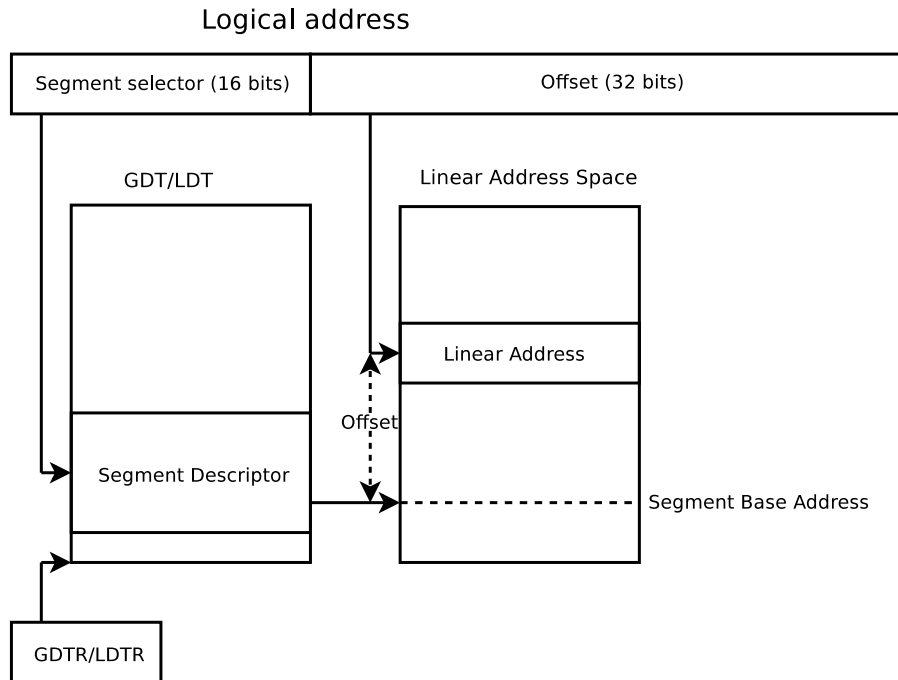 Logical address
Segment selector (16 bits)
Offset (32 bits)
GDT/LDT
Linear Address Space
Linear Address
Offset
Segment Descriptor
Segment Base Address
GDTR/LDTR